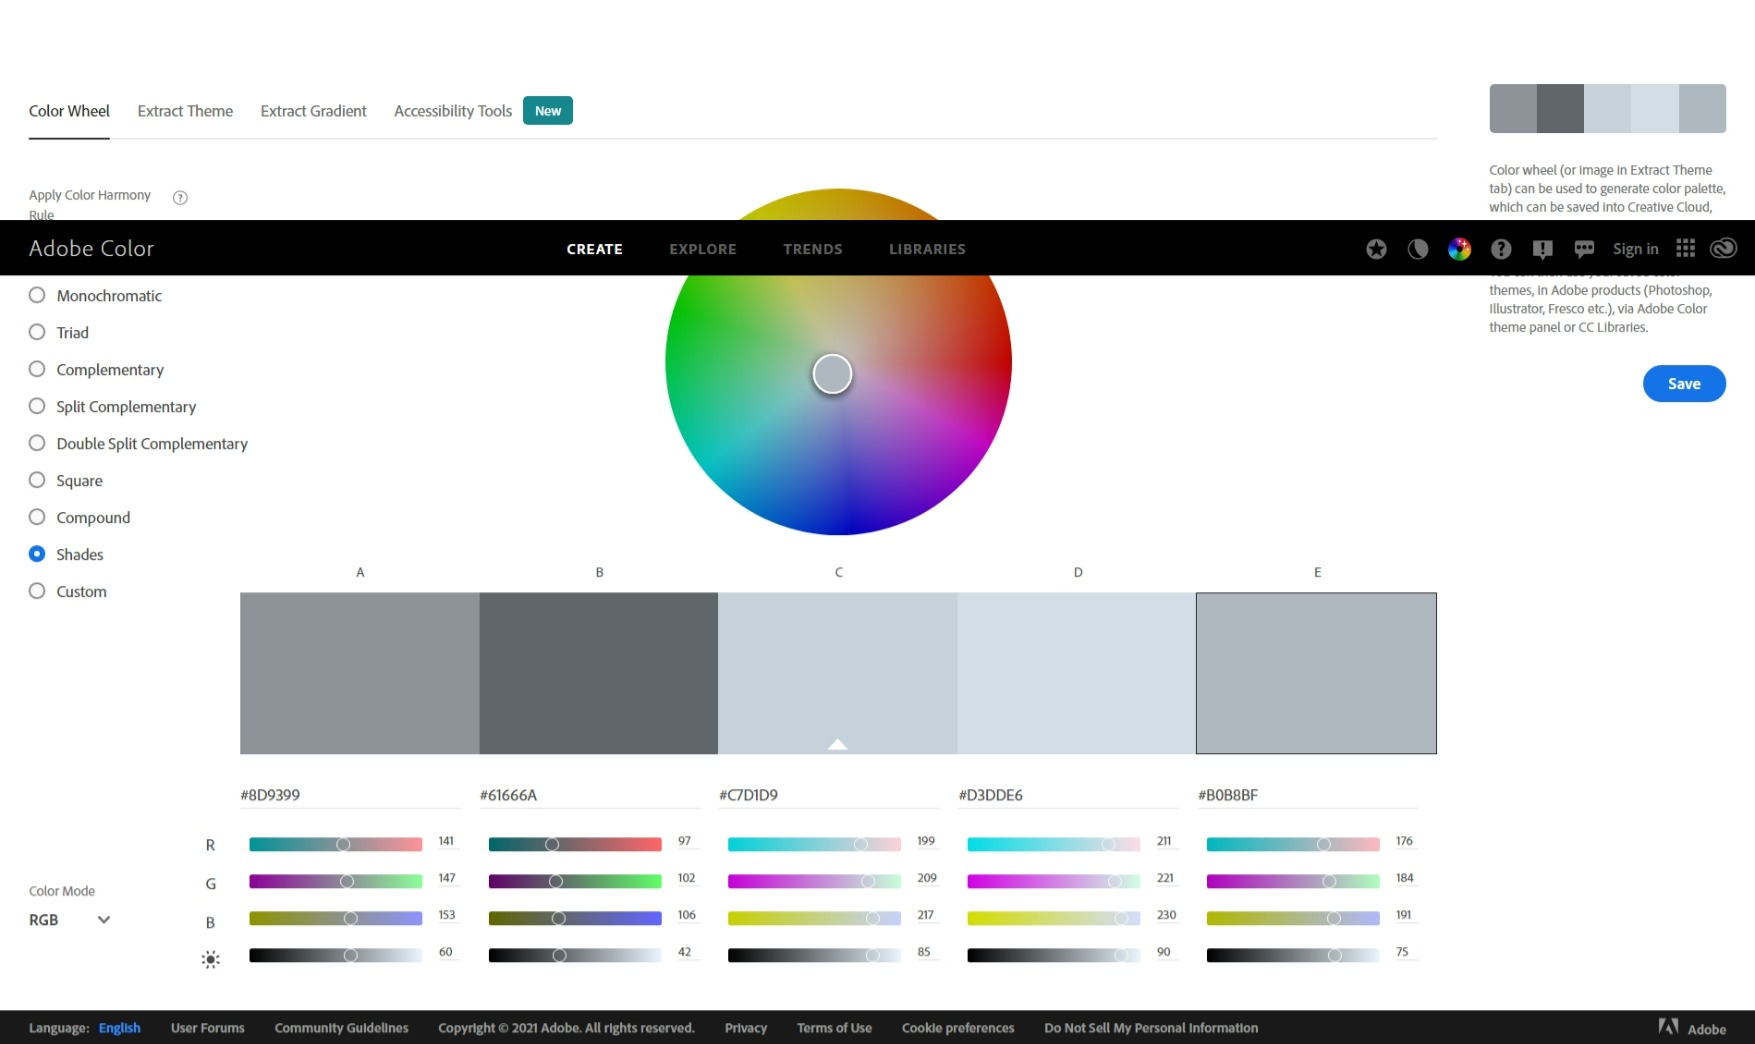 Color Wheel
Extract Theme
Extract Gradient
Accessibility Tools
New
Apply Color Harmony
Rule
Color wheel (or image in Extract Theme
tab) can be used to generate color palette,
which can be saved into Creative Cloud,
Adobe Color
CREATE
EXPLORE
TRENDS
LIBRARIES
Sign in
themes, in Adobe products (Photoshop,
Illustrator, Fresco etc.), via Adobe Color
theme panel or CC Libraries.
Save
Monochromatic
Triad
Complementary
Split Complementary
Double Split Complementary
Square
Compound
Shades
Custom
A
B
C
D
E
#8D9399
#61666A
#C7D1D9
#D3DDE6
#B0B8BF
R
141
97
199
211
176
G
147
102
209
221
184
B
153
106
217
230
191
60
42
85
90
75
Color Mode
RGB
Language: English
User Forums
Community Guidelines
Copyright © 2021 Adobe. All rights reserved.
Privacy
Terms of Use
Cookie preferences
Do Not Sell My Personal Information
Adobe